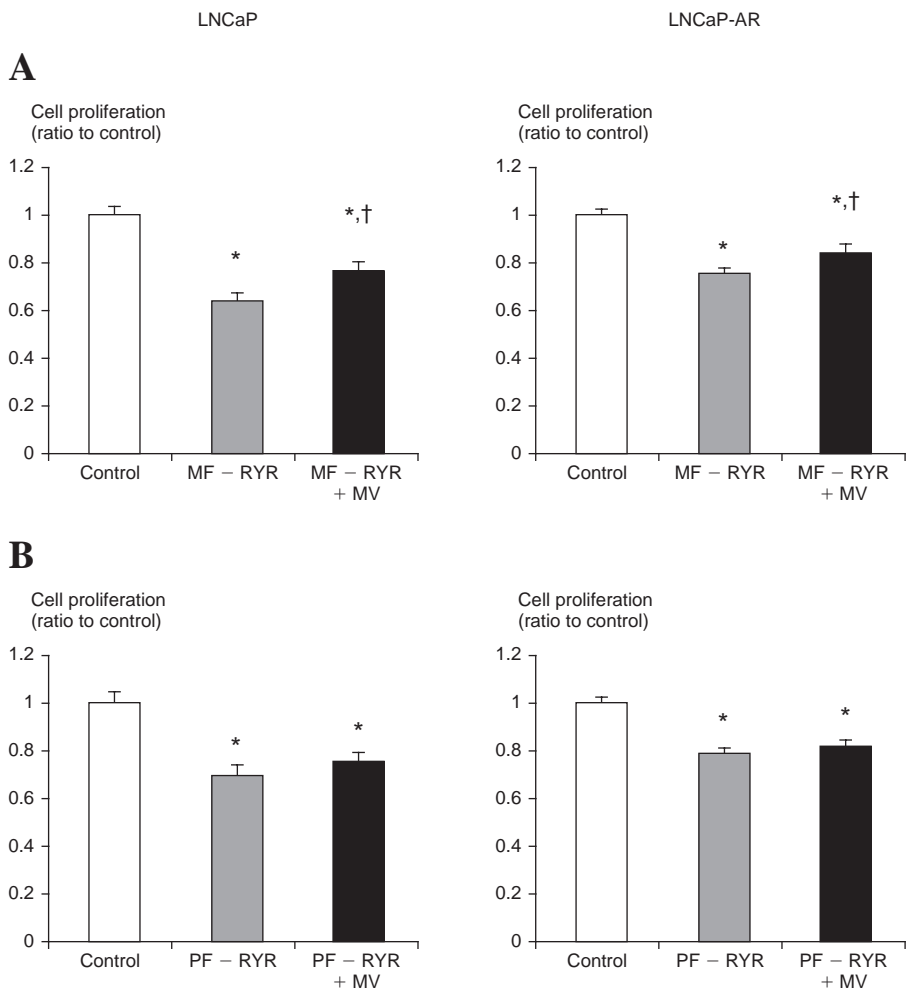 LNCaP
LNCaP-AR
A
Cell proliferation
(ratio to control)
1.2
1
0.8
0.6
0.4
0.2
0
*
*,†
Control
MF – RYR
MF – RYR
+ MV
Cell proliferation
(ratio to control)
1.2
1
0.8
0.6
0.4
0.2
0
*
*,†
Control
MF – RYR
MF – RYR
+ MV
B
Cell proliferation
(ratio to control)
1.2
1
0.8
0.6
0.4
0.2
0
*
*
Control
PF – RYR
PF – RYR
+ MV
Cell proliferation
(ratio to control)
1.2
1
0.8
0.6
0.4
0.2
0
*
*
Control
PF – RYR
PF – RYR
+ MV